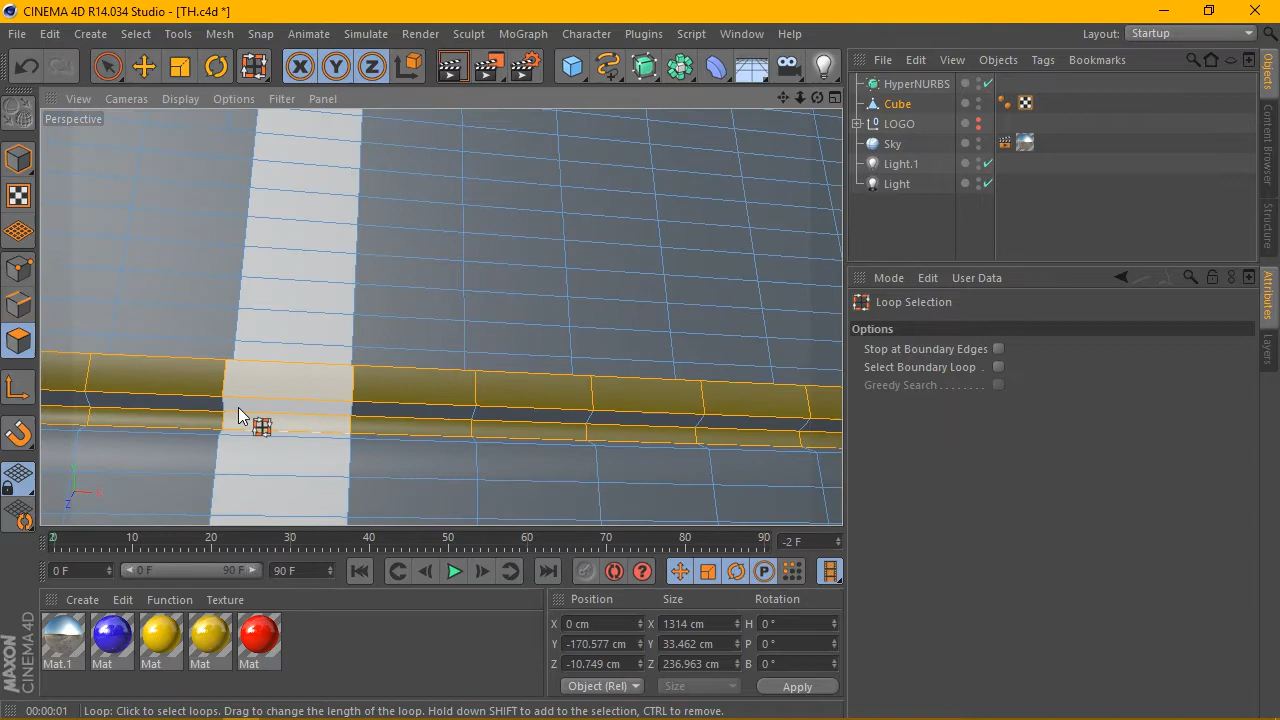 CINEMA 4D R14.034 Studio - [TH.c4d *]
File Edit Create Select Tools Mesh Snap Animate Simulate Render Sculpt MoGraph Character Plugins Script Window Help Layout: Startup
X Y Z
File Edit View Objects Tags Bookmarks
View Cameras Display Options Filter Panel
Perspective
HyperNURBS
Cube
LOGO
Sky
Light.1
Light
Mode Edit User Data
Loop Selection
Options
Stop at Boundary Edges
Select Boundary Loop .
Greedy Search . . . . . . . .
Objects
Content Browser
Structure
Attributes
Layers
Y
X
Z
0 10 20 30 40 50 60 70 80 90 -2 F
0 F 0 F 90 F 90 F
Create Edit Function Texture
Mat.1 Mat Mat Mat Mat
Position Size Rotation
X 0 cm X 1314 cm H 0 °
Y -170.577 cm Y 33.462 cm P 0 °
Z -10.749 cm Z 236.963 cm B 0 °
Object (Rel) Size Apply
MAXON
CINEMA 4D
00:00:01 Loop: Click to select loops. Drag to change the length of the loop. Hold down SHIFT to add to the selection, CTRL to remove.